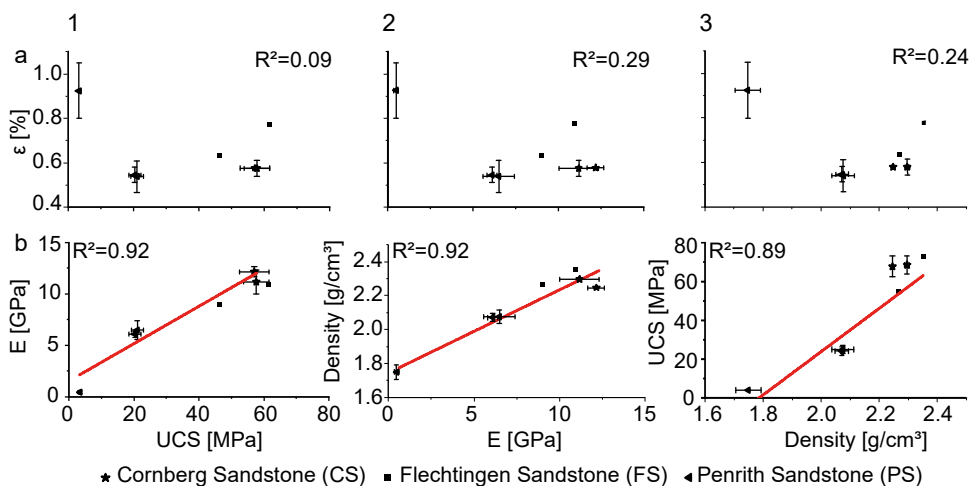 1 2 3
a R²=0.09 R²=0.29 R²=0.24
ε [%]
1.0
0.8
0.6
0.4
b R²=0.92 R²=0.92 R²=0.89
E [GPa]
15
10
5
0
Density [g/cm³]
2.4
2.2
2.0
1.8
1.6
UCS [MPa]
80
60
40
20
0
0 20 40 60 80 0 5 10 15 1.6 1.8 2.0 2.2 2.4
UCS [MPa] E [GPa] Density [g/cm³]
Cornberg Sandstone (CS) Flechtingen Sandstone (FS) Penrith Sandstone (PS)